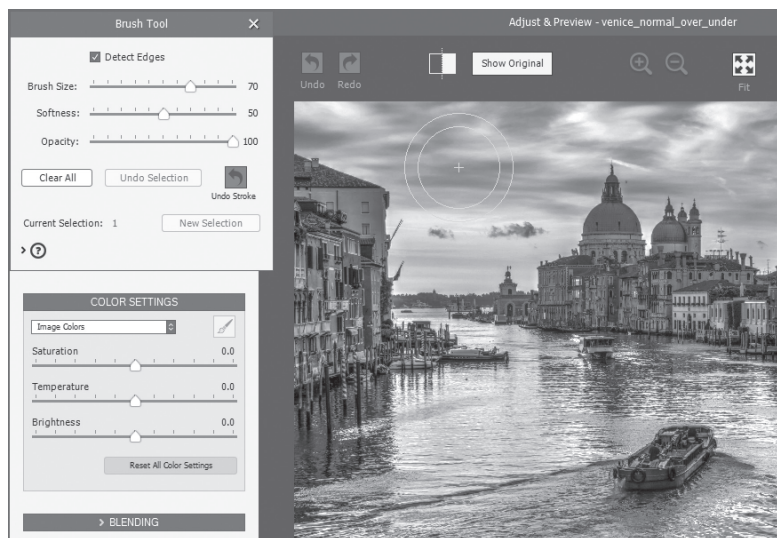 Brush Tool
Detect Edges
Brush Size: 70
Softness: 50
Opacity: 100
Clear All
Undo Selection
Undo Stroke
Current Selection: 1
New Selection
COLOR SETTINGS
Image Colors
Saturation 0.0
Temperature 0.0
Brightness 0.0
Reset All Color Settings
> BLENDING
Adjust & Preview - venice_normal_over_under
Undo
Redo
Show Original
Fit